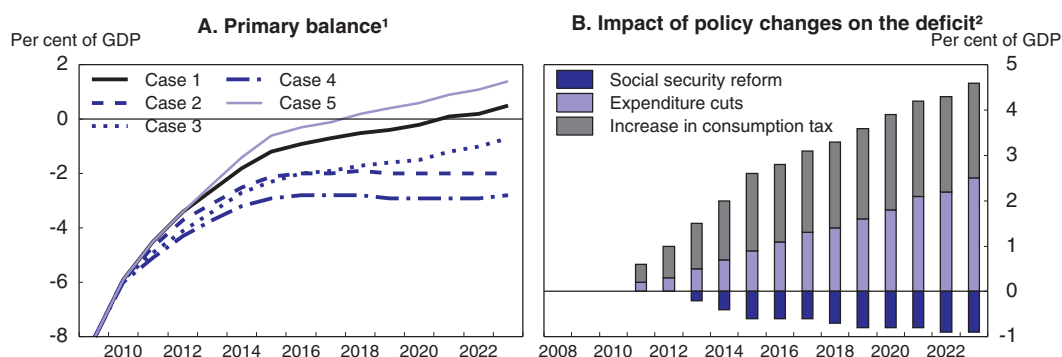 A. Primary balance¹
Per cent of GDP
2
0
-2
-4
-6
-8
Case 1
Case 2
Case 3
Case 4
Case 5
2010 2012 2014 2016 2018 2020 2022
B. Impact of policy changes on the deficit²
Per cent of GDP
5
4
3
2
1
0
-1
Social security reform
Expenditure cuts
Increase in consumption tax
2008 2010 2012 2014 2016 2018 2020 2022